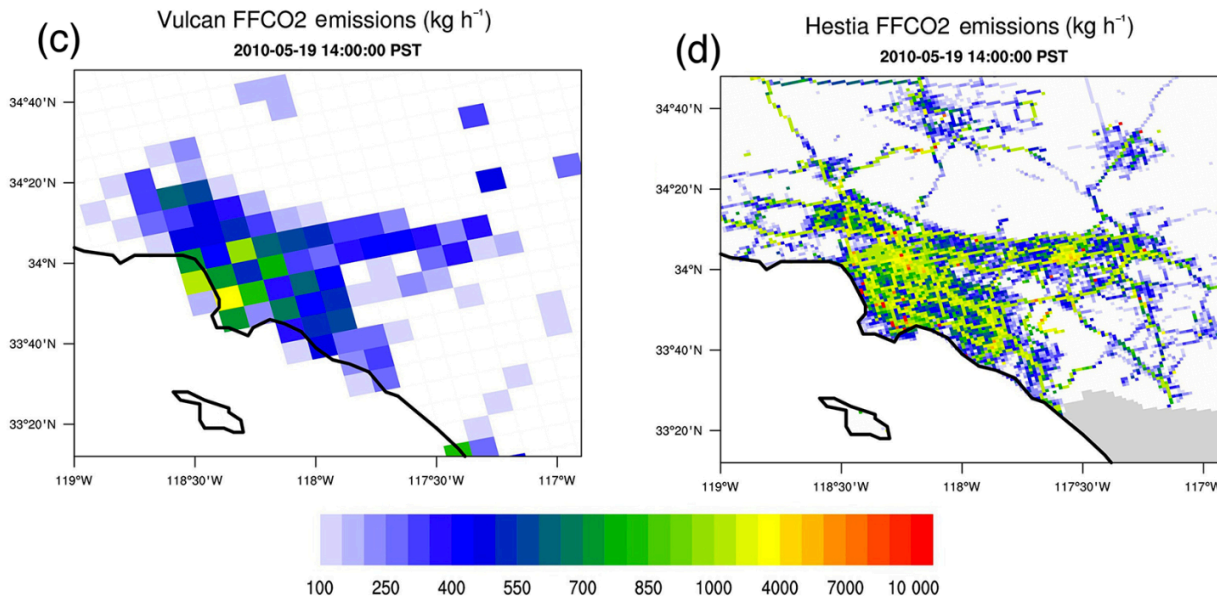 (c)
Vulcan FFCO2 emissions (kg h⁻¹)
2010-05-19 14:00:00 PST
34°40'N
34°20'N
34°N
33°40'N
33°20'N
119°W
118°30'W
118°W
117°30'W
117°W
(d)
Hestia FFCO2 emissions (kg h⁻¹)
2010-05-19 14:00:00 PST
34°40'N
34°20'N
34°N
33°40'N
33°20'N
119°W
118°30'W
118°W
117°30'W
117°W
100 250 400 550 700 850 1000 4000 7000 10 000